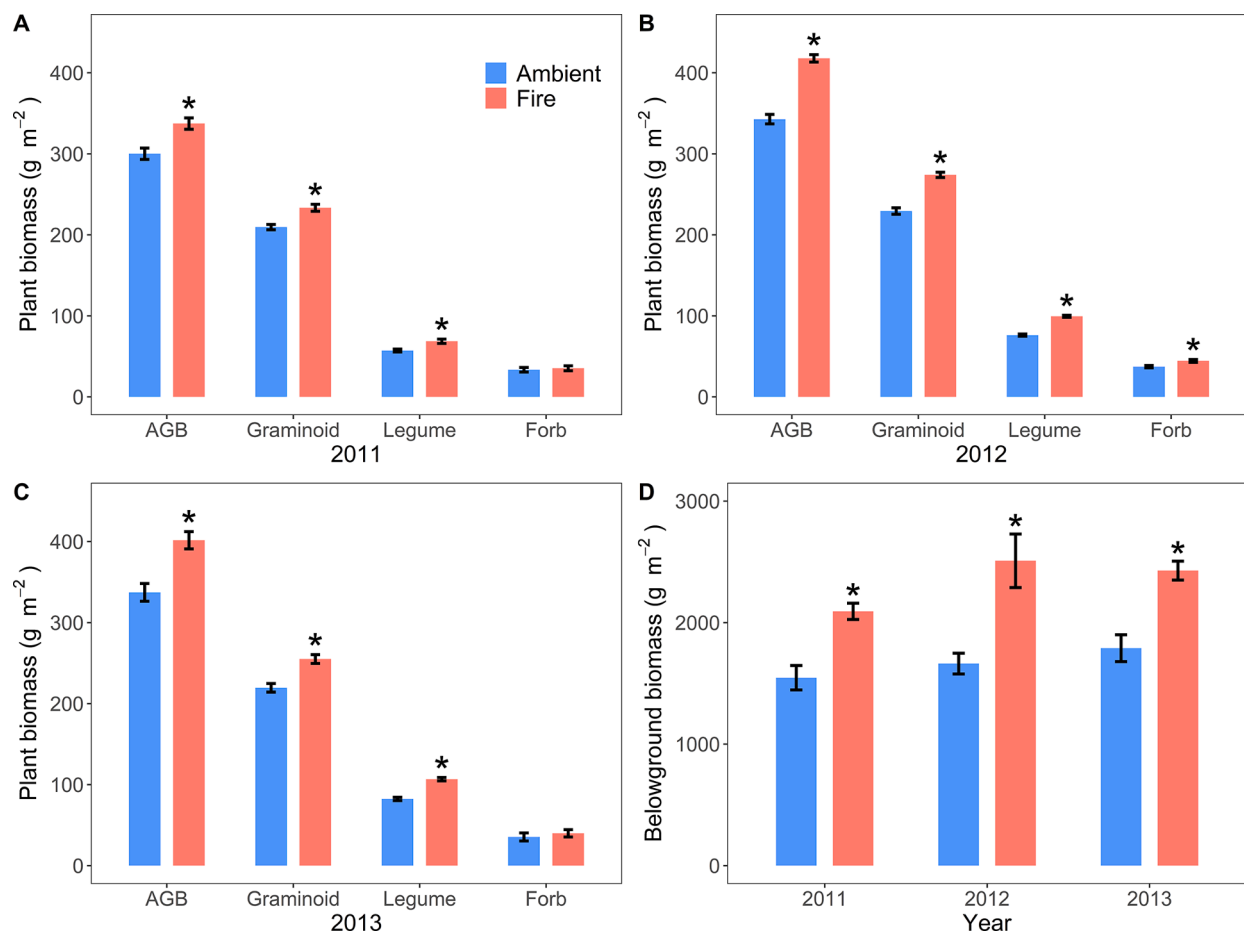 A
Plant biomass (g m−2 )
400
300
200
100
0
*
*
*
Ambient
Fire
AGB Graminoid Legume Forb
2011
B
Plant biomass (g m−2 )
400
300
200
100
0
*
*
*
*
AGB Graminoid Legume Forb
2012
C
Plant biomass (g m−2 )
400
300
200
100
0
*
*
*
AGB Graminoid Legume Forb
2013
D
Belowground biomass (g m−2 )
3000
2000
1000
0
*
*
*
2011 2012 2013
Year